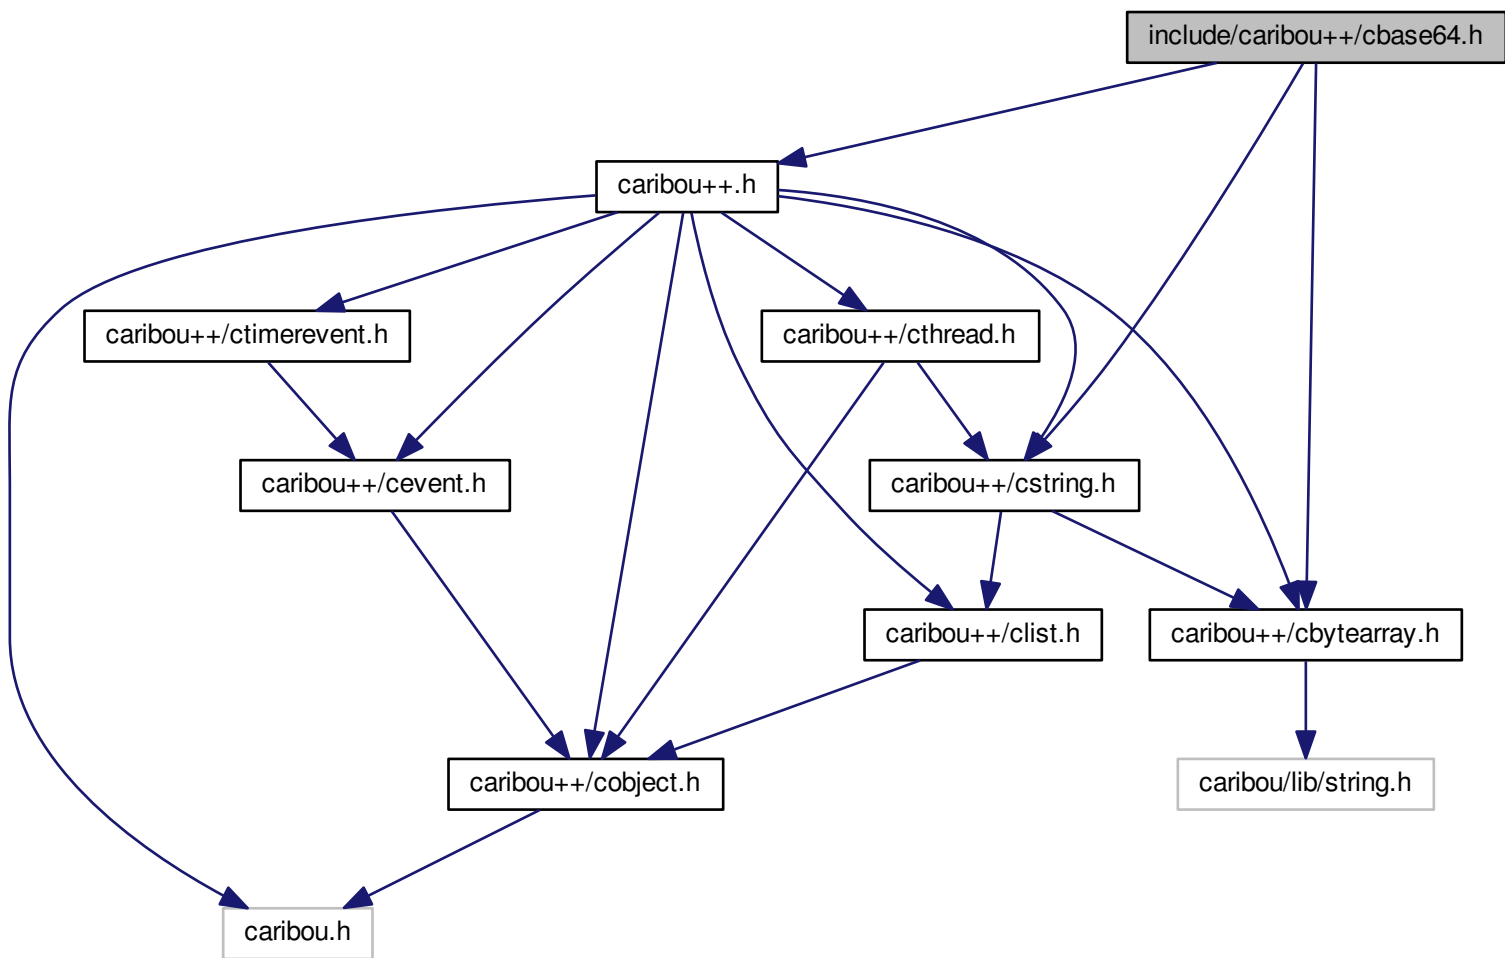 include/caribou++/cbase64.h
caribou++.h
caribou++/ctimerevent.h
caribou++/cthread.h
caribou++/cevent.h
caribou++/cstring.h
caribou++/clist.h
caribou++/cbytearray.h
caribou++/cobject.h
caribou/lib/string.h
caribou.h